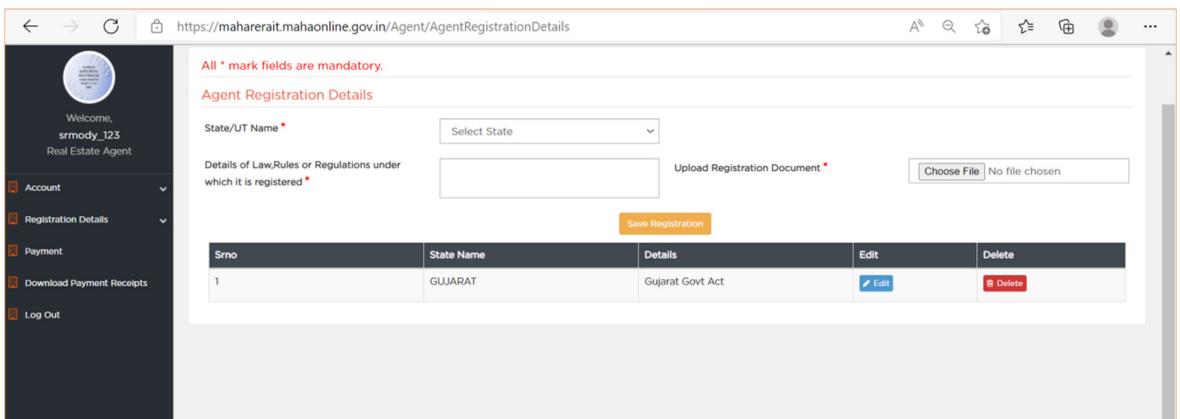 https://maharerait.mahaonline.gov.in/Agent/AgentRegistrationDetails
Welcome,
srmody_123
Real Estate Agent
Account
Registration Details
Payment
Download Payment Receipts
Log Out
All * mark fields are mandatory.
Agent Registration Details
State/UT Name *
Select State
Details of Law,Rules or Regulations under
which it is registered *
Upload Registration Document *
Choose File No file chosen
Save Registration
Srno State Name Details Edit Delete
1 GUJARAT Gujarat Govt Act Edit Delete